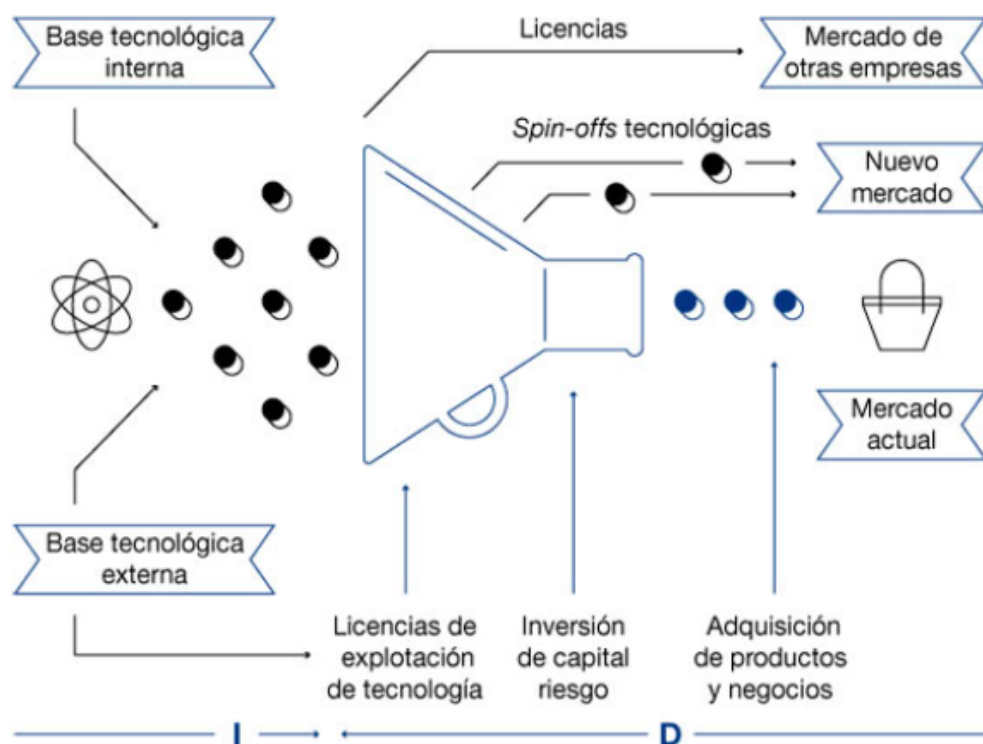 Base tecnológica
interna
Licencias
Mercado de
otras empresas
Spin-offs tecnológicas
Nuevo
mercado
Mercado
actual
Base tecnológica
externa
Licencias de
explotación
de tecnología
Inversión
de capital
riesgo
Adquisición
de productos
y negocios
I
D